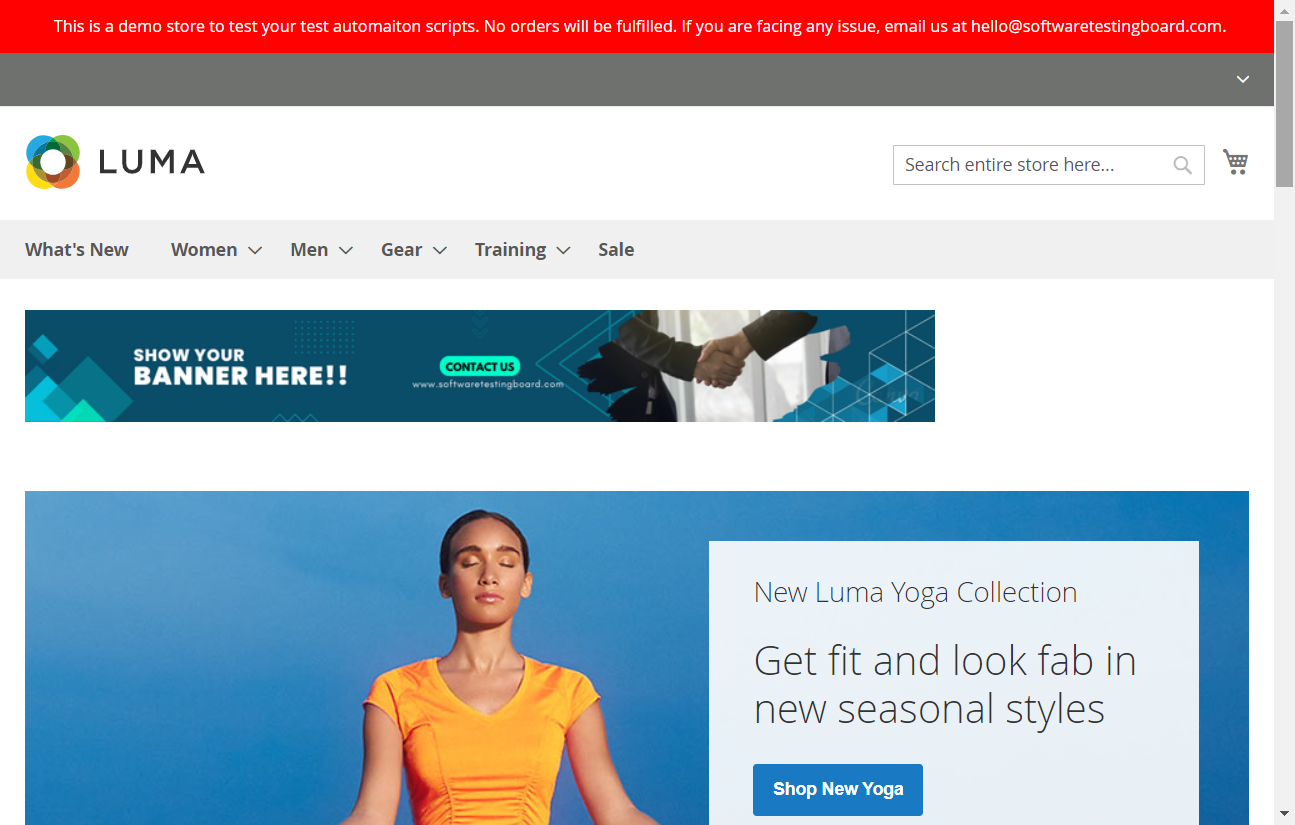 This is a demo store to test your test automaiton scripts. No orders will be fulfilled. If you are facing any issue, email us at hello@softwaretestingboard.com.
LUMA
Search entire store here...
What's New Women Men Gear Training Sale
SHOW YOUR
BANNER HERE!!
CONTACT US
www.softwaretestingboard.com
New Luma Yoga Collection
Get fit and look fab in
new seasonal styles
Shop New Yoga